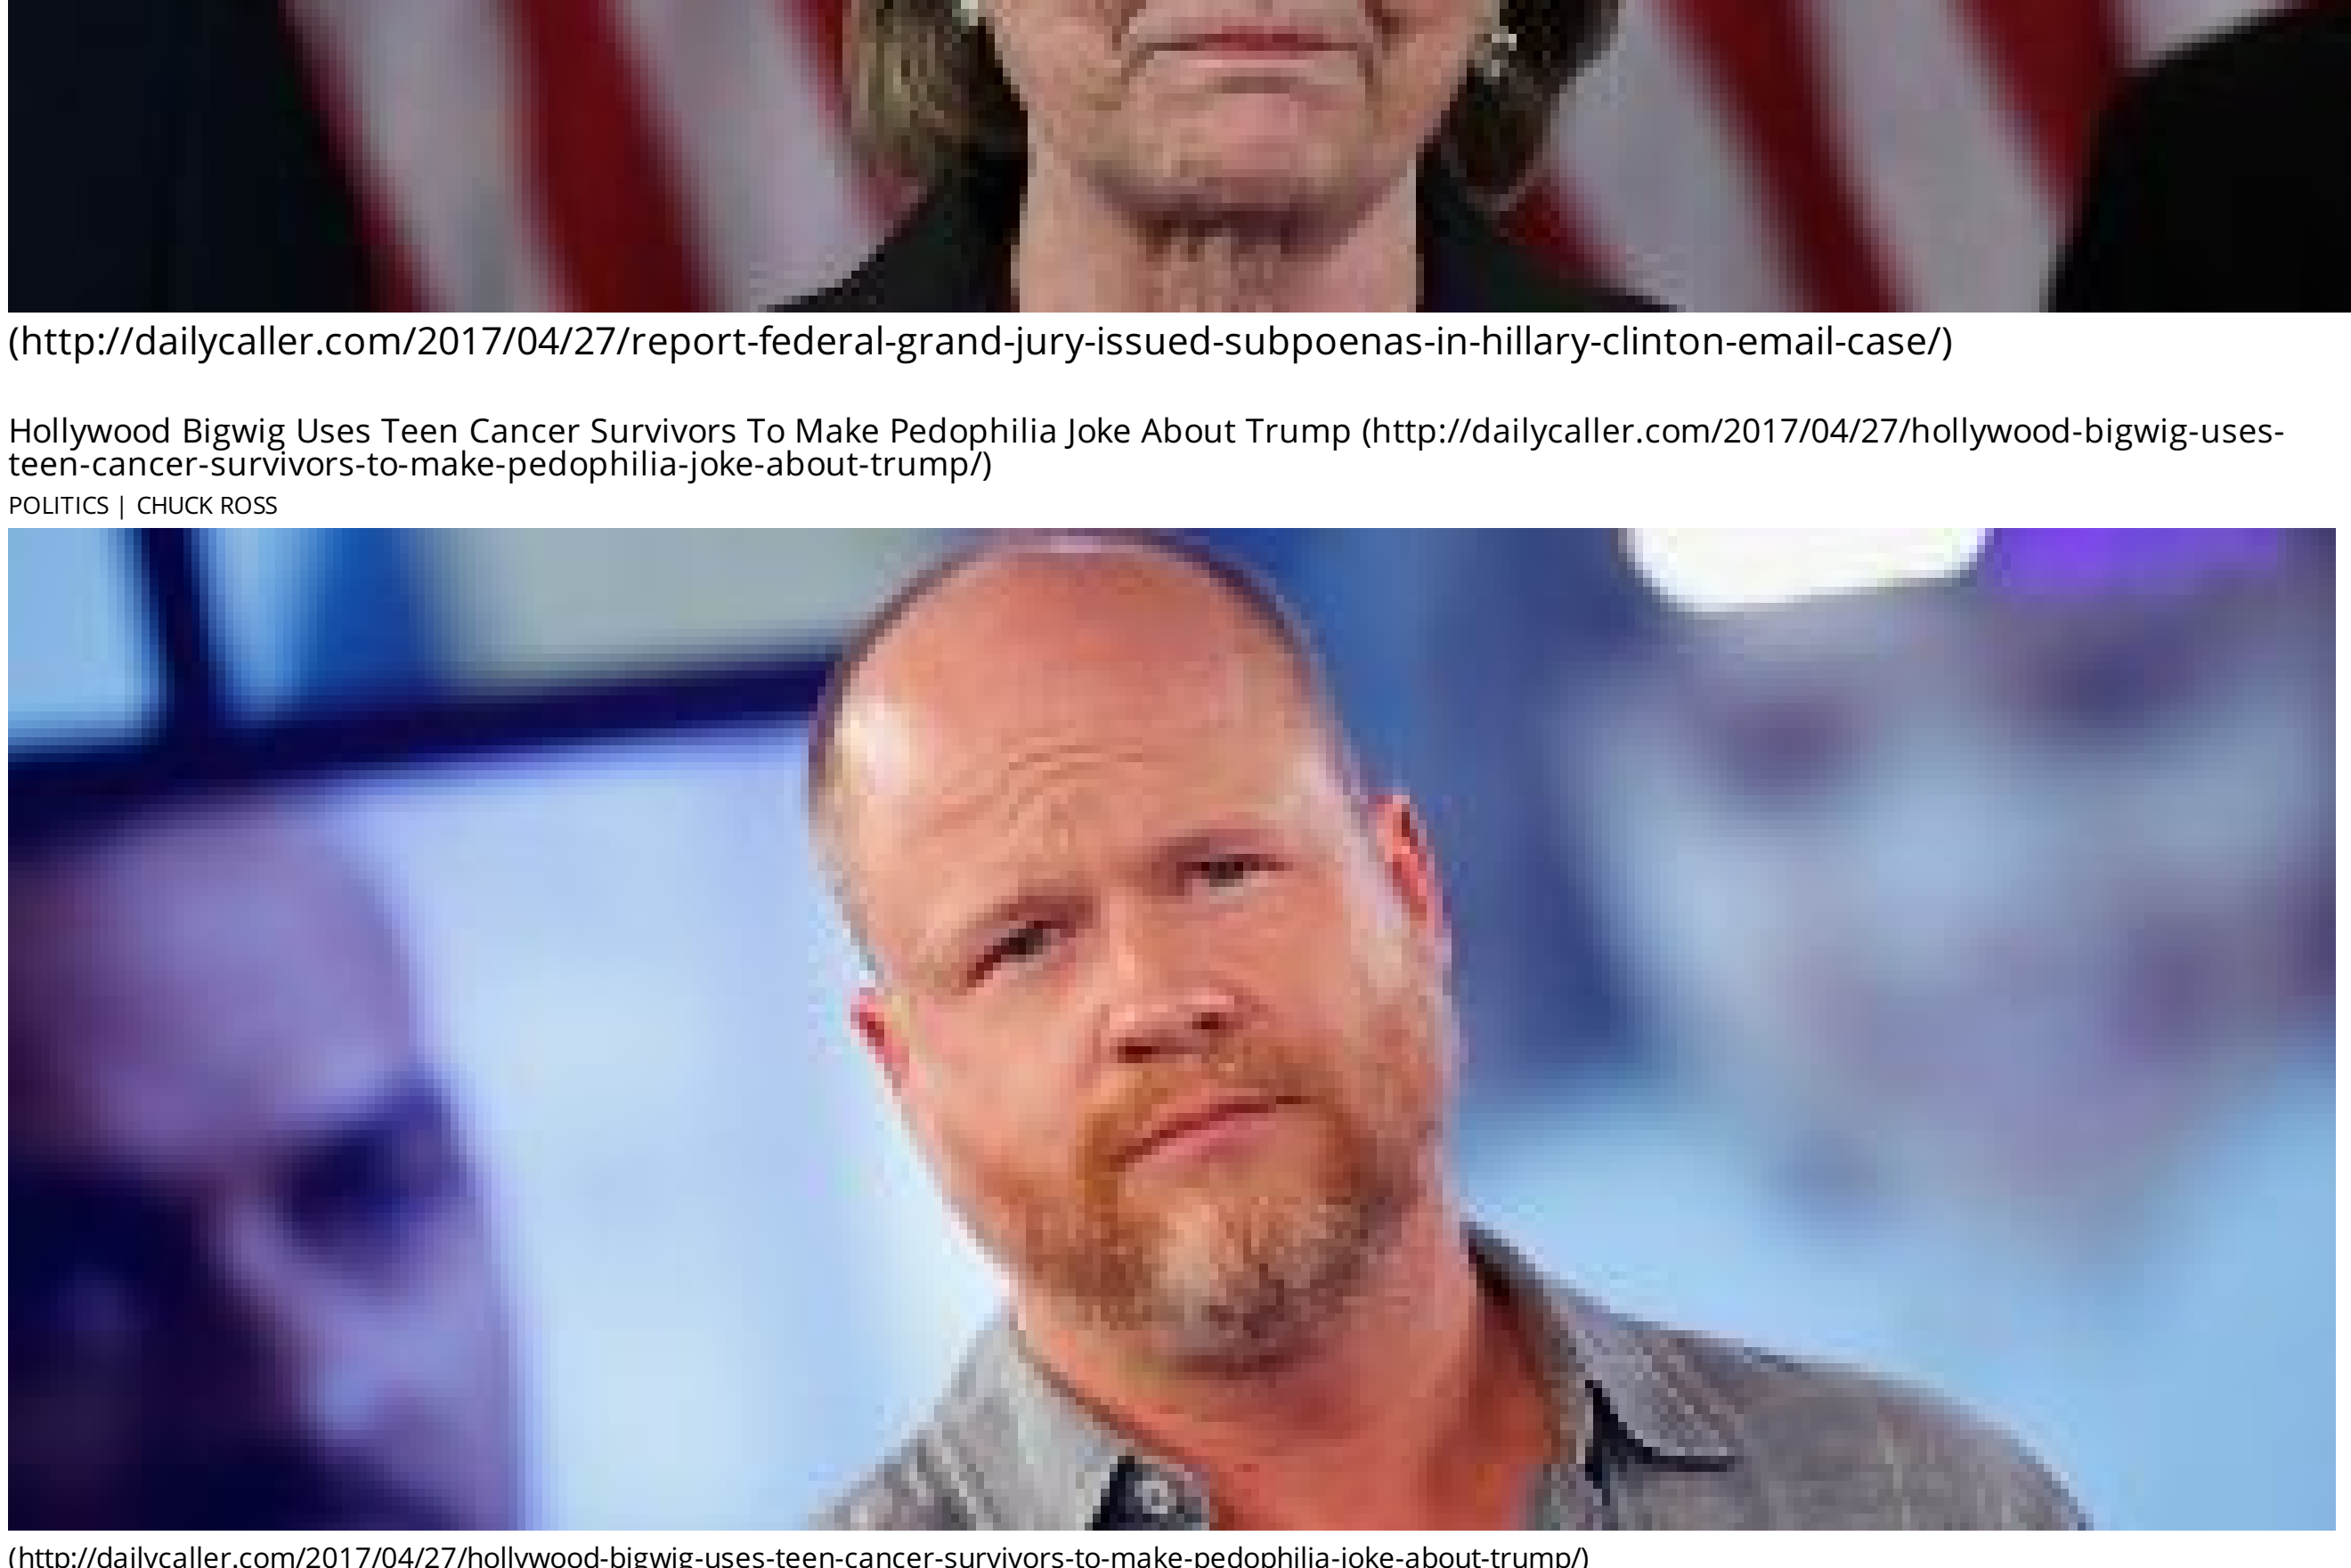 (http://dailycaller.com/2017/04/27/report-federal-grand-jury-issued-subpoenas-in-hillary-clinton-email-case/)
Hollywood Bigwig Uses Teen Cancer Survivors To Make Pedophilia Joke About Trump (http://dailycaller.com/2017/04/27/hollywood-bigwig-uses-
teen-cancer-survivors-to-make-pedophilia-joke-about-trump/)
POLITICS | CHUCK ROSS
(http://dailycaller.com/2017/04/27/hollywood-bigwig-uses-teen-cancer-survivors-to-make-pedophilia-joke-about-trump/)